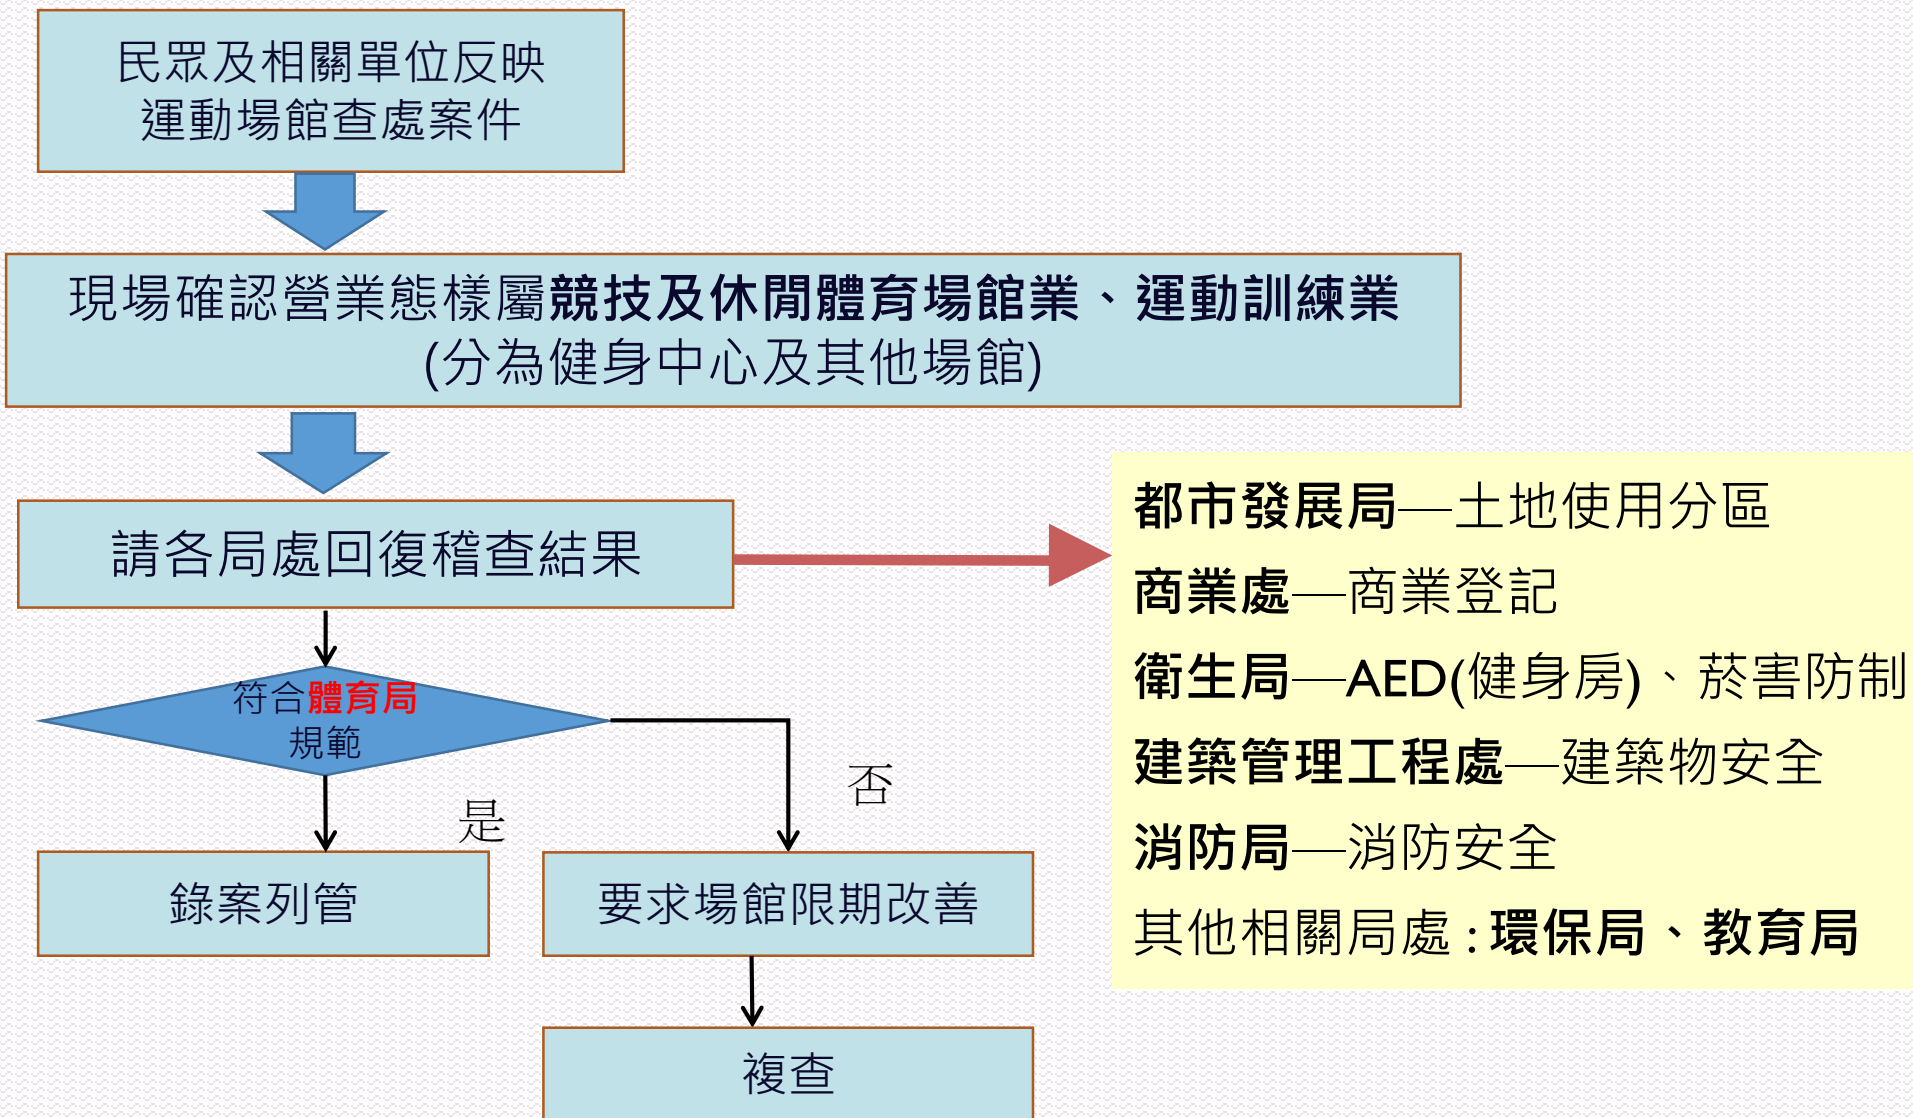 民眾及相關單位反映
運動場館查處案件
現場確認營業態樣屬競技及休閒體育場館業、運動訓練業
(分為健身中心及其他場館)
請各局處回復稽查結果
符合體育局
規範
是
否
錄案列管
要求場館限期改善
複查
都市發展局—土地使用分區
商業處—商業登記
衛生局—AED(健身房)、菸害防制
建築管理工程處—建築物安全
消防局—消防安全
其他相關局處:環保局、教育局